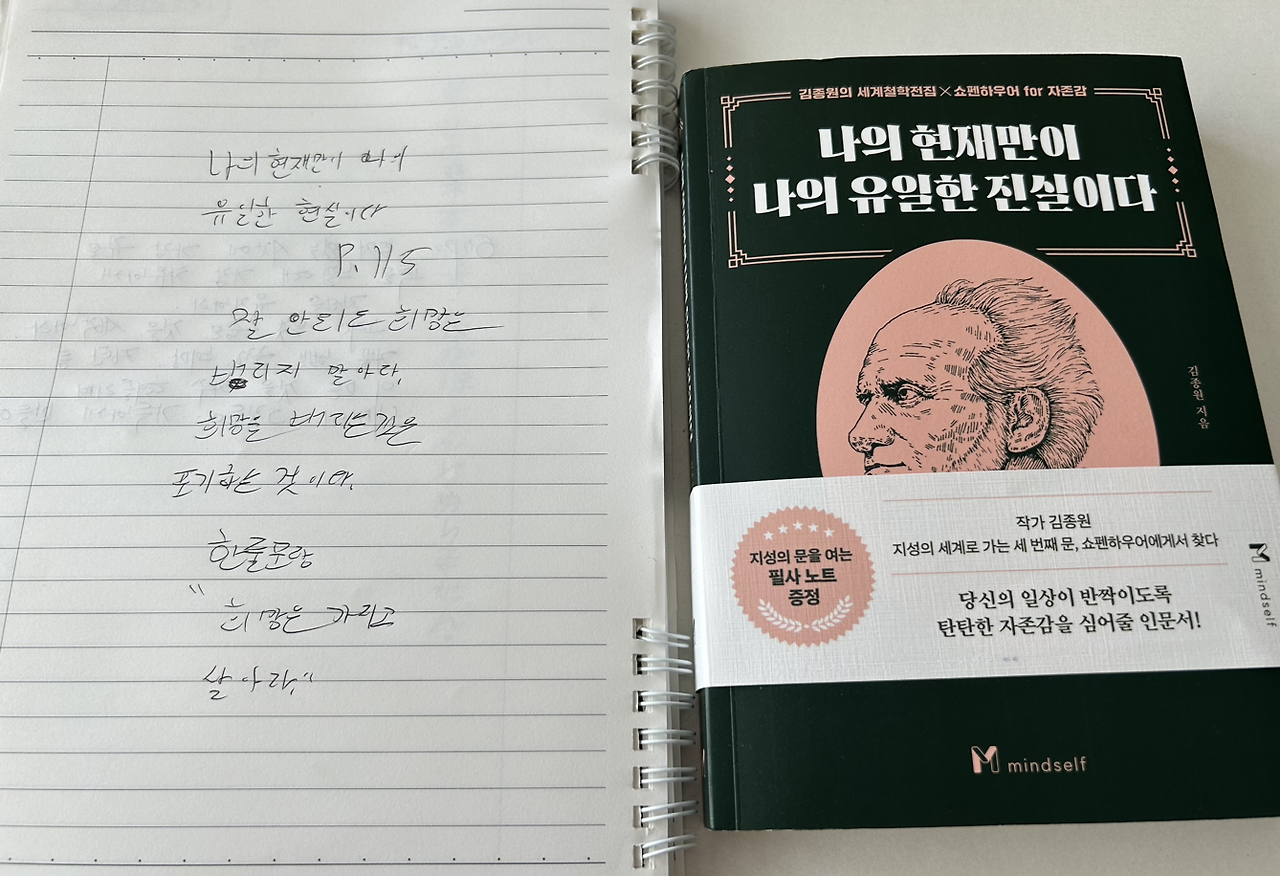 나의 현재만이 나의
유일한 현실이다
P. 115
잘 안되도 희망은
버리지 말아다.
희망을 버리는것은
포기하는 것이다.
한줄문장
"희망은 가리고
살아라."
김종원의 세계철학전집×쇼펜하우어 for 자존감
나의 현재만이
나의 유일한 진실이다
김종원 지음
지성의 문을 여는
필사 노트
증정
작가 김종원
지성의 세계로 가는 세 번째 문, 쇼펜하우어에게서 찾다
당신의 일상이 반짝이도록
탄탄한 자존감을 심어줄 인문서!
mindself
M mindself